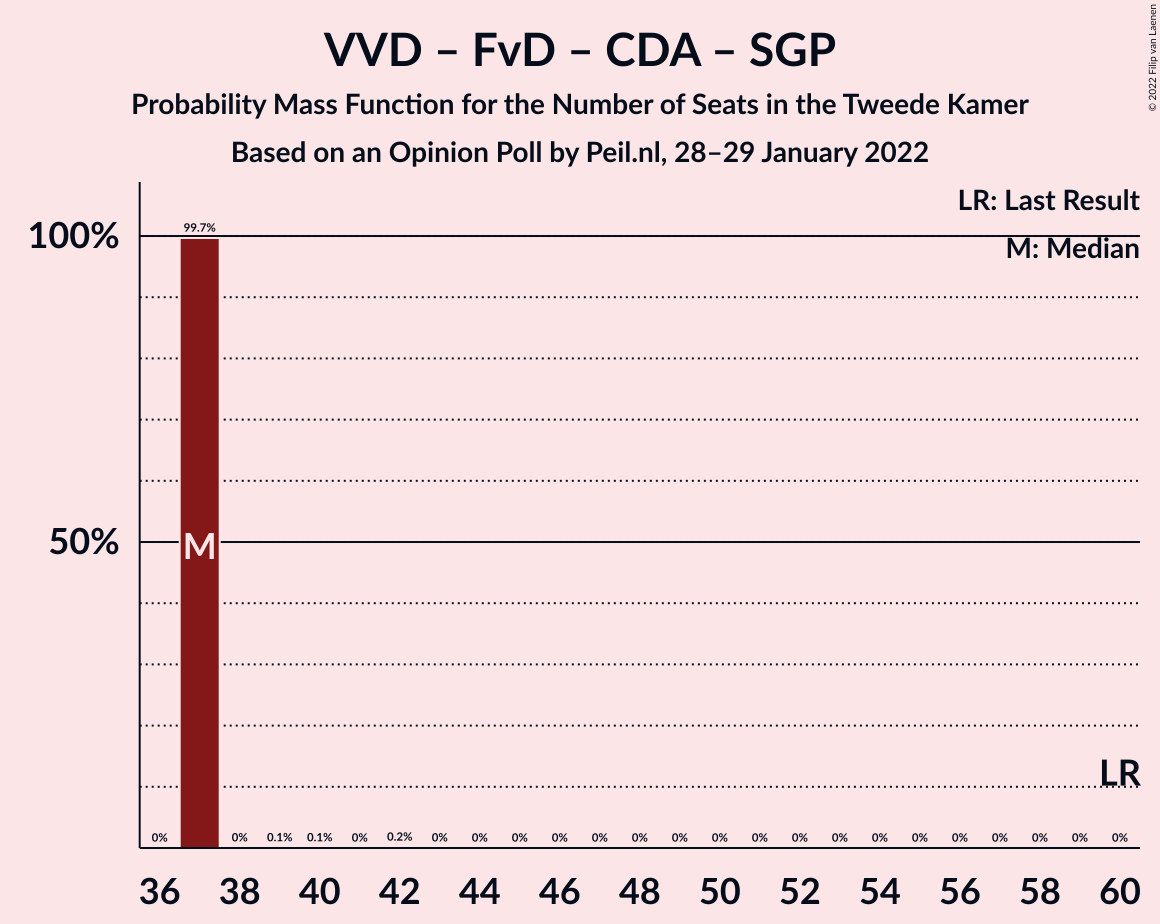 VVD – FvD – CDA – SGP
Probability Mass Function for the Number of Seats in the Tweede Kamer
Based on an Opinion Poll by Peil.nl, 28–29 January 2022
© 2022 Filip van Laenen
LR: Last Result
M: Median
100%
50%
99.7%
M
LR
0% 0% 0.1% 0.1% 0% 0.2% 0% 0% 0% 0% 0% 0% 0% 0% 0% 0% 0% 0% 0% 0% 0% 0% 0% 0%
36 38 40 42 44 46 48 50 52 54 56 58 60